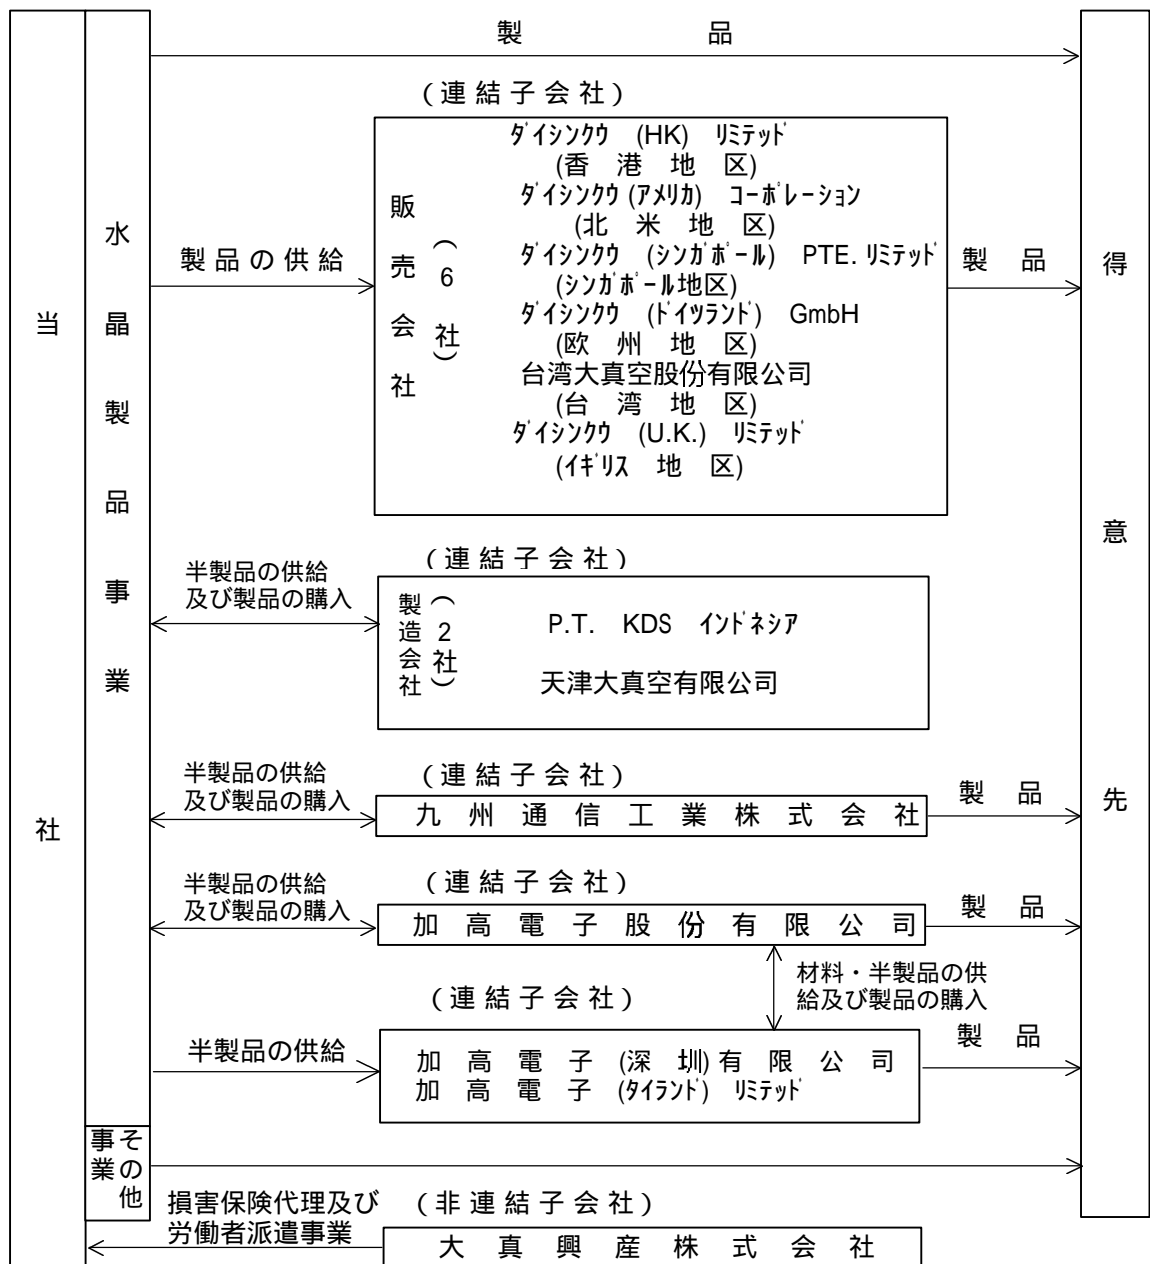 当社
水晶製品事業
製品
(連結子会社)
製品の供給
販売会社
(6社)
ダイシンクウ (HK) リミテッド
(香港地区)
ダイシンクウ (アメリカ) コーポレーション
(北米地区)
ダイシンクウ (シンガポール) PTE. リミテッド
(シンガポール地区)
ダイシンクウ (ドイツランド) GmbH
(欧州地区)
台湾大真空股份有限公司
(台湾地区)
ダイシンクウ (U.K.) リミテッド
(イギリス地区)
製品
得意先
(連結子会社)
半製品の供給
及び製品の購入
製造会社
(2社)
P.T. KDS インドネシア
天津大真空有限公司
(連結子会社)
半製品の供給
及び製品の購入
九州通信工業株式会社
製品
(連結子会社)
半製品の供給
及び製品の購入
加高電子股份有限公司
製品
材料・半製品の供
給及び製品の購入
(連結子会社)
半製品の供給
加高電子(深圳)有限公司
加高電子(タイランド) リミテッド
製品
その他
事業
損害保険代理及び
労働者派遣事業
(非連結子会社)
大真興産株式会社